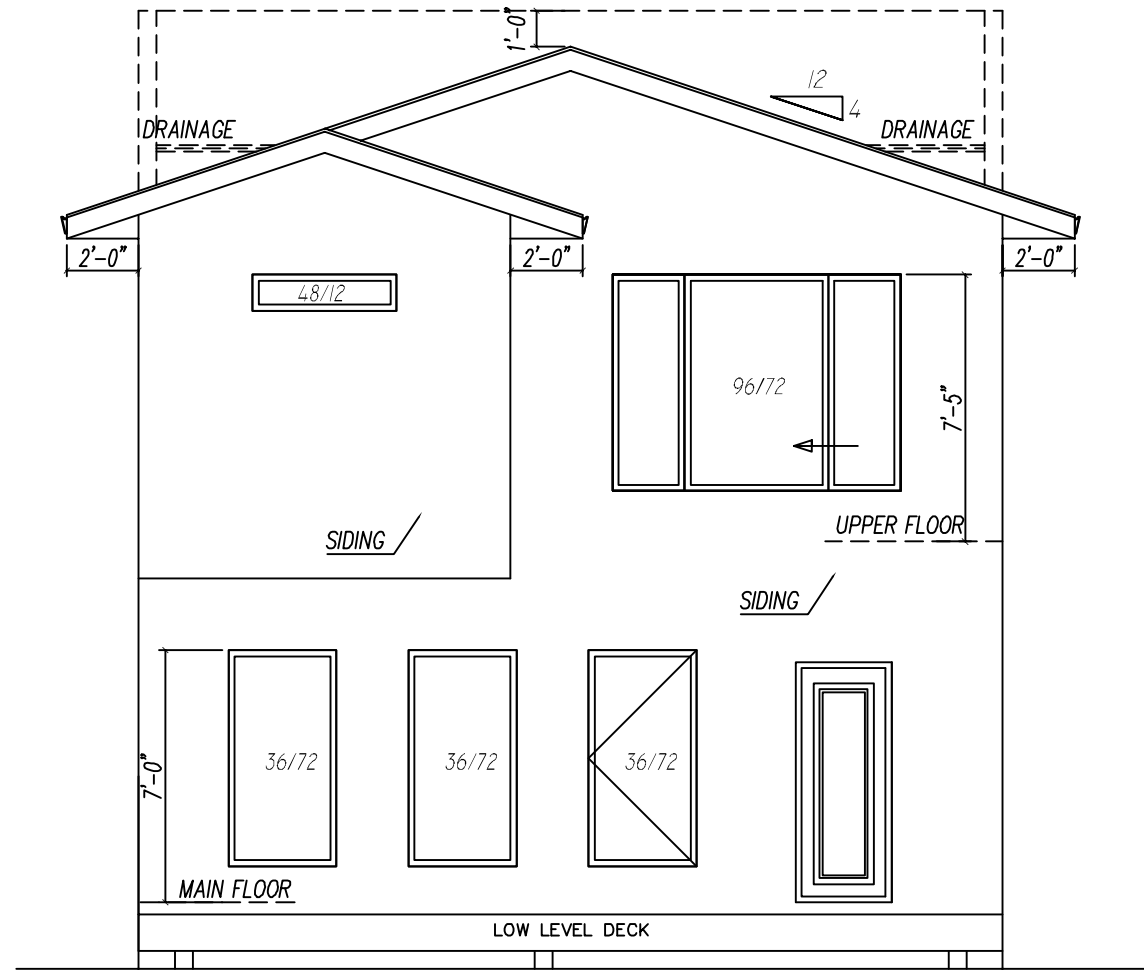 1'-0"
12
4
DRAINAGE
DRAINAGE
2'-0"
2'-0"
2'-0"
48/12
96/72
7'-5"
UPPER FLOOR
SIDING
SIDING
7'-0"
36/72
36/72
36/72
MAIN FLOOR
LOW LEVEL DECK